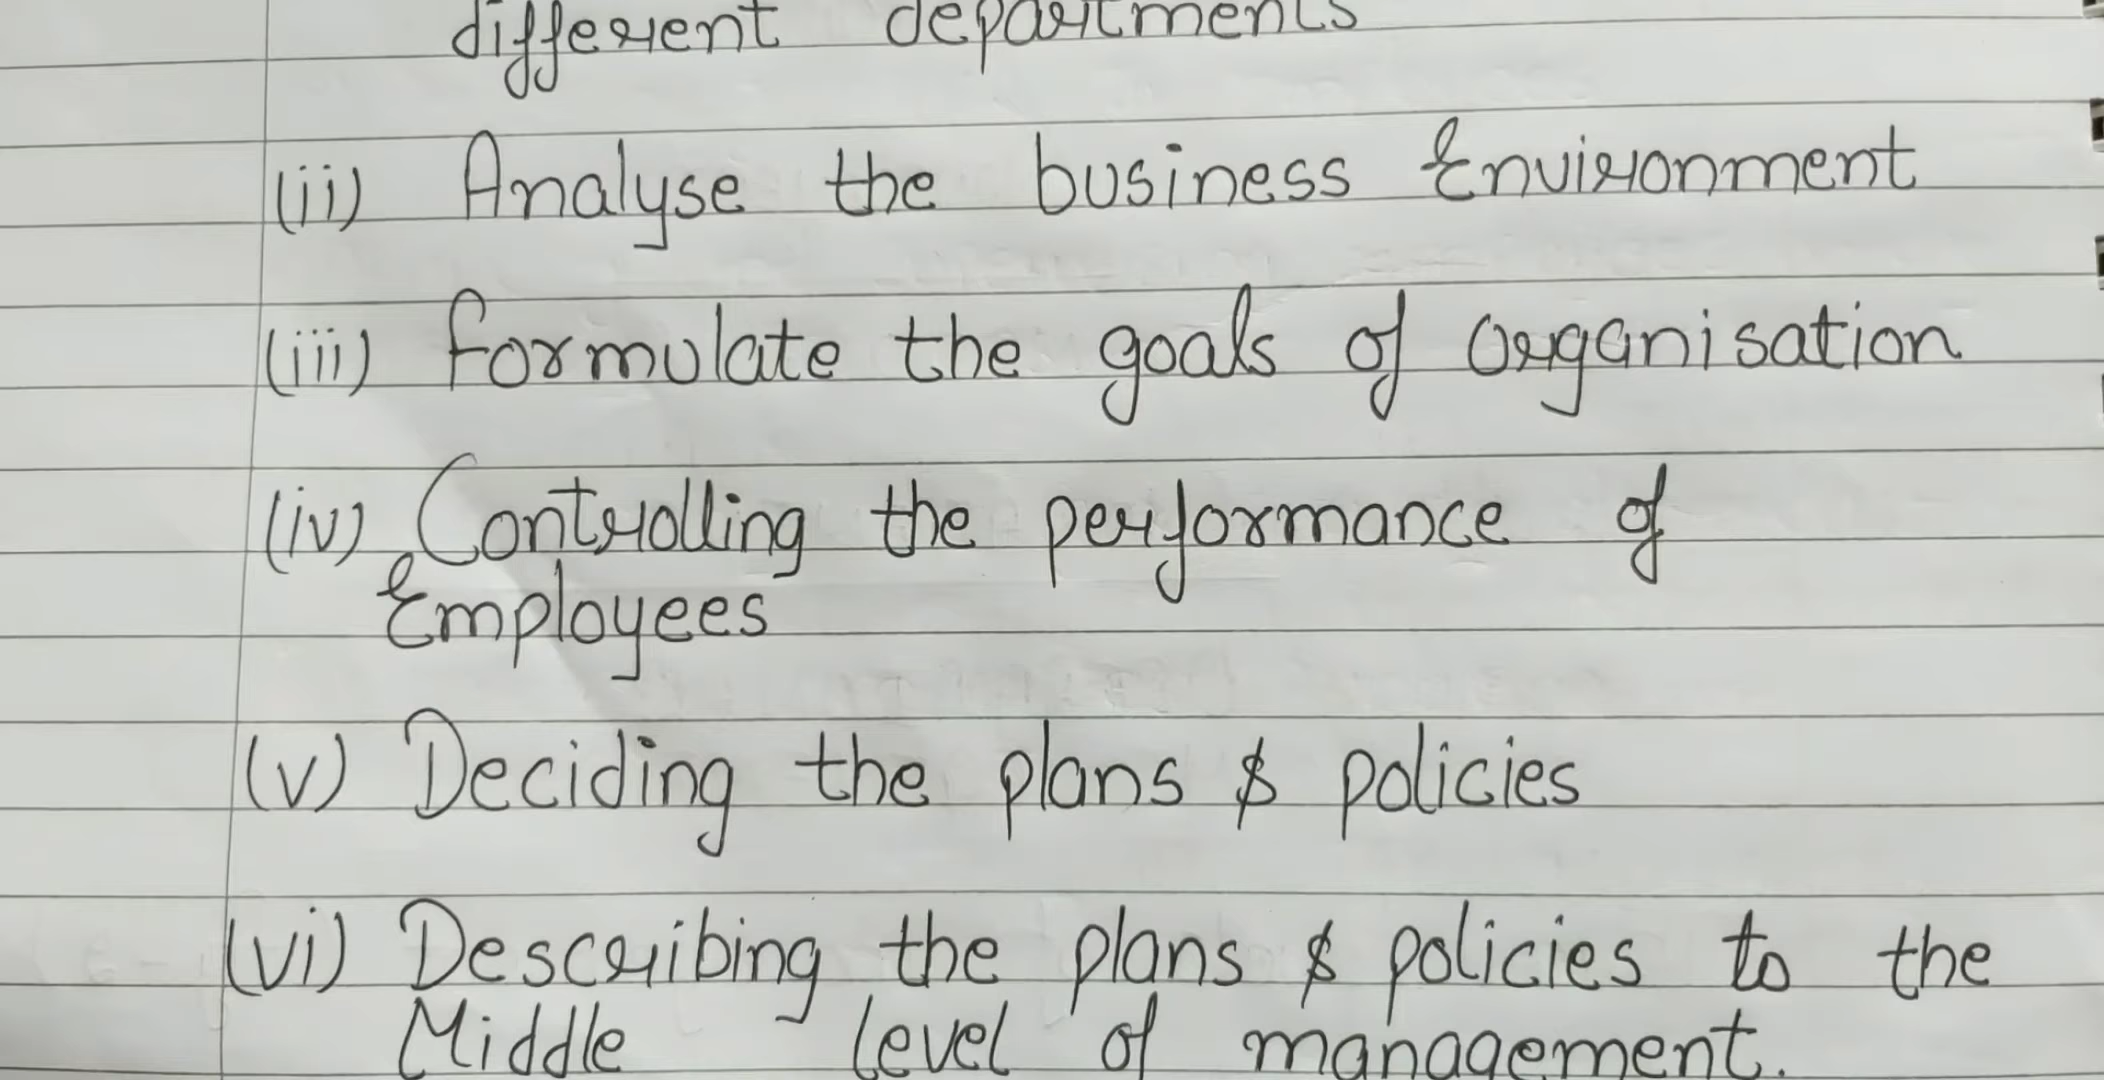 different departments
(ii) Analyse the business Environment
(iii) formulate the goals of organisation
(iv) Controlling the performance of
Employees
(v) Deciding the plans & policies
(vi) Describing the plans & policies to the
Middle level of management.